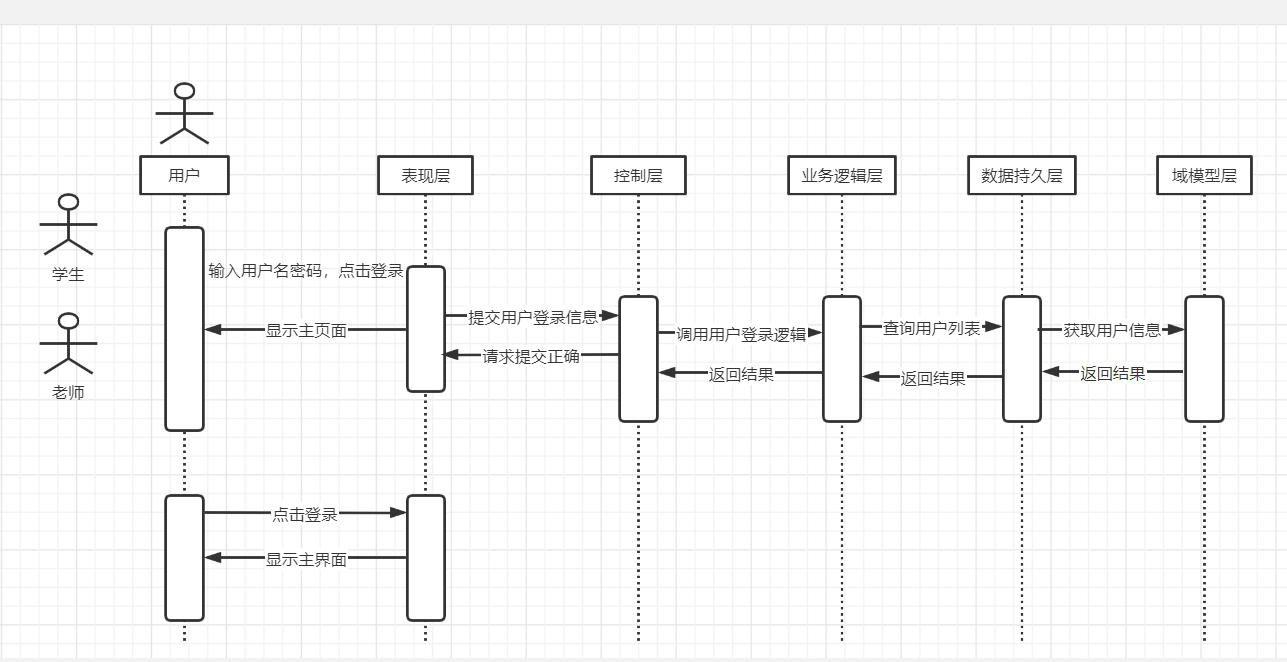 用户
表现层
控制层
业务逻辑层
数据持久层
域模型层
学生
老师
输入用户名密码，点击登录
显示主页面
提交用户登录信息
请求提交正确
调用用户登录逻辑
返回结果
查询用户列表
返回结果
获取用户信息
返回结果
点击登录
显示主界面